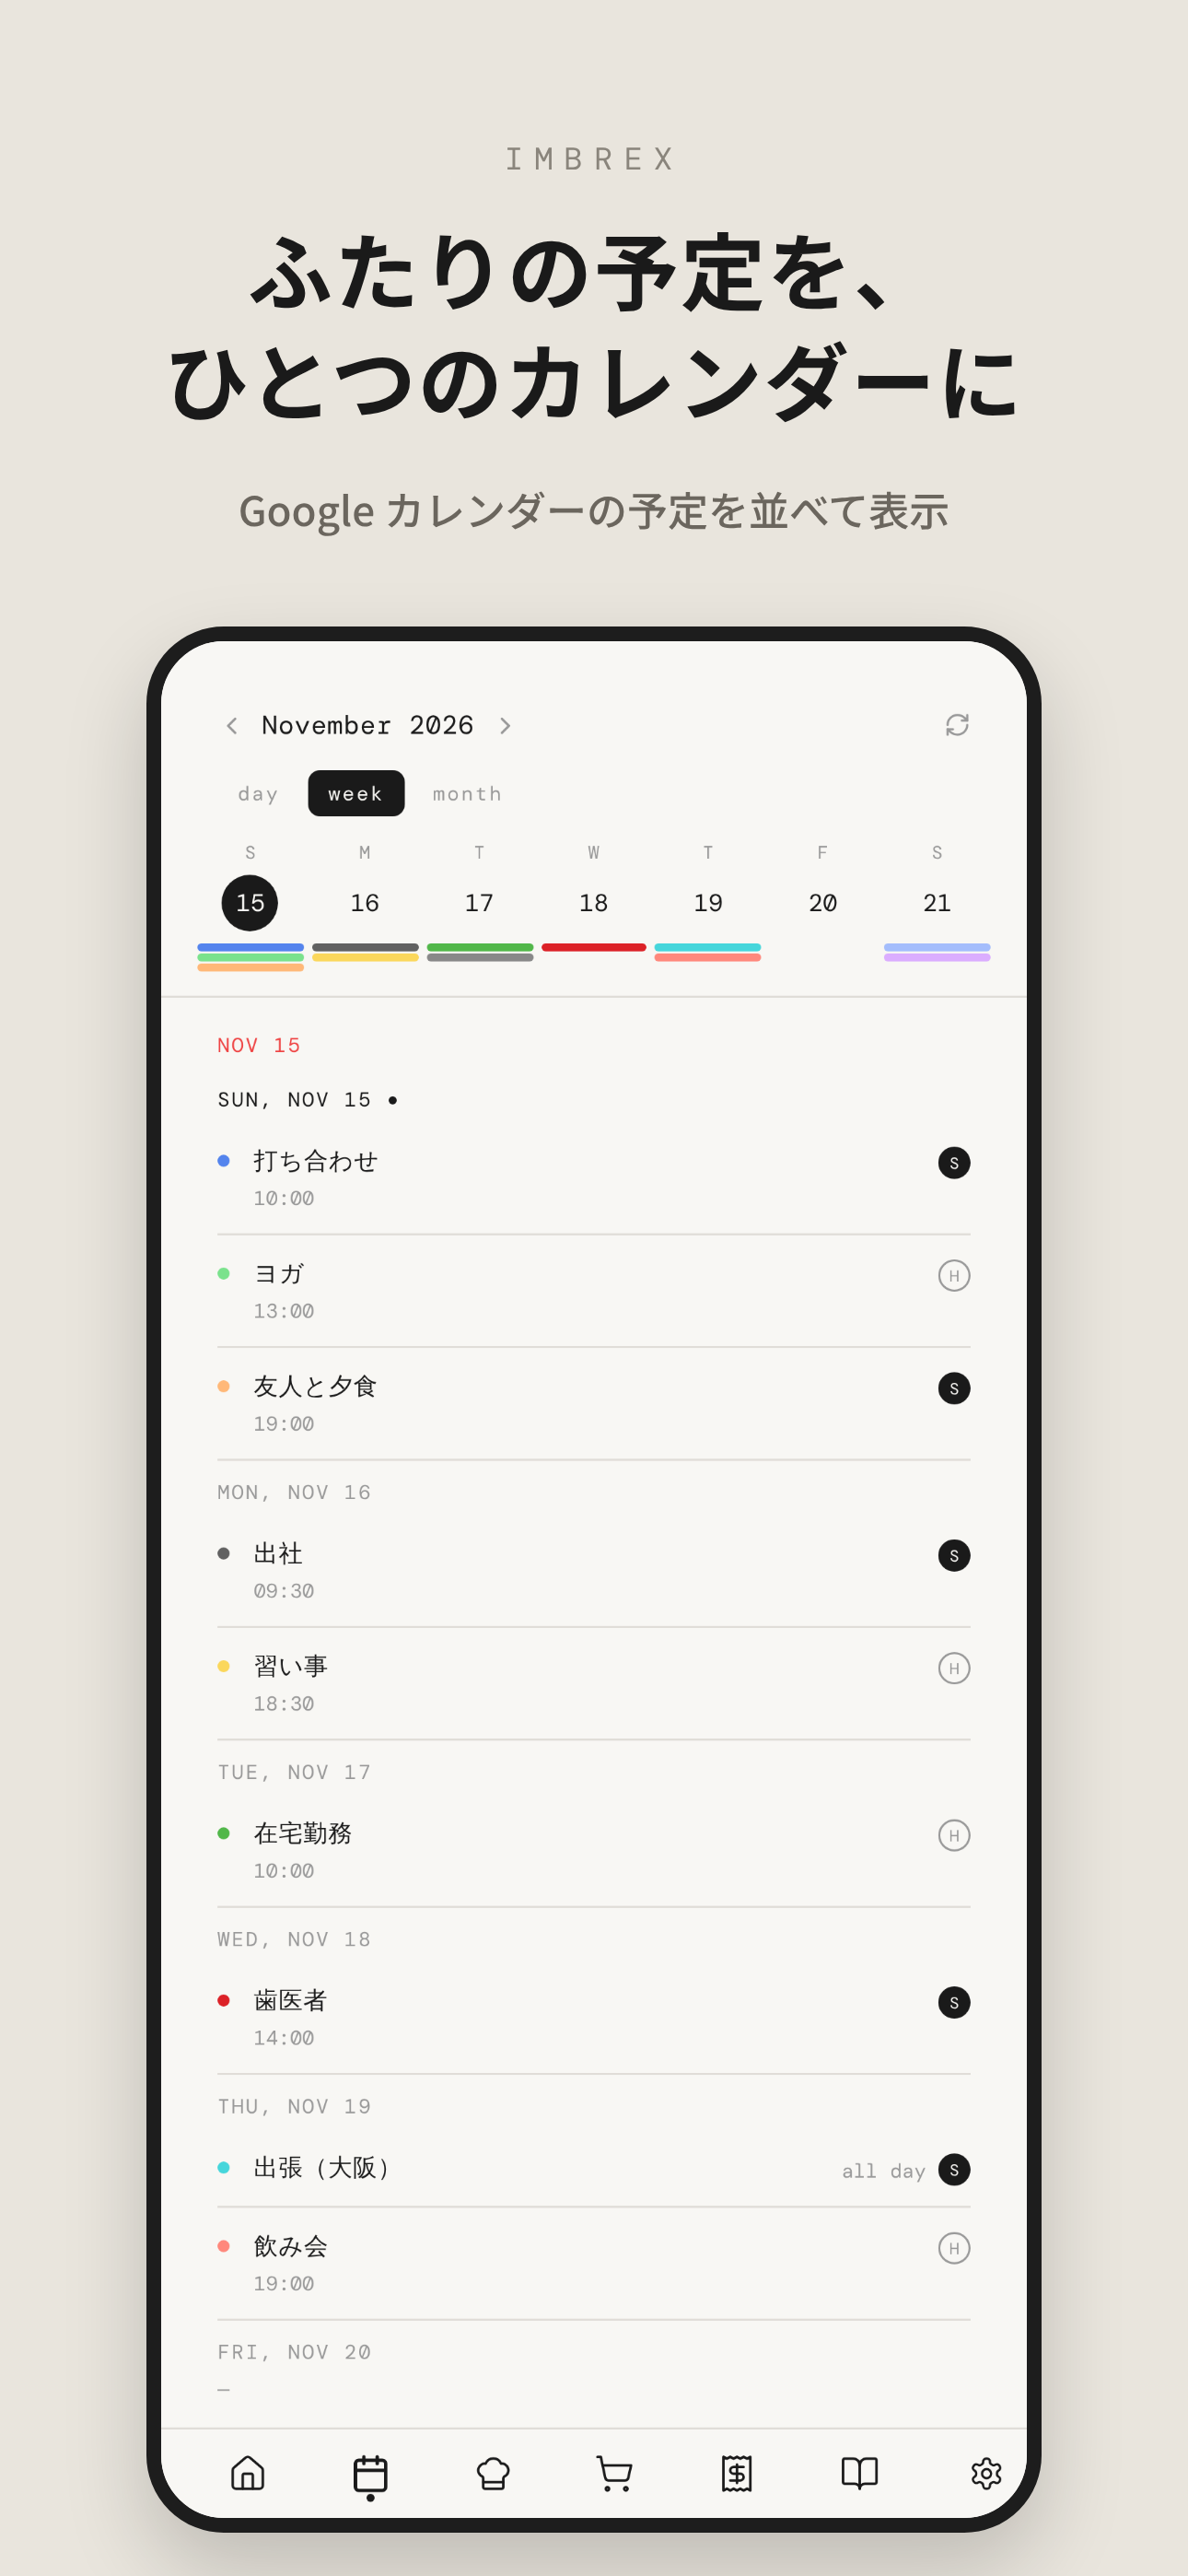 IMBREX
ふたりの予定を、
ひとつのカレンダーに
Google カレンダーの予定を並べて表示
November 2026
day week month
S M T W T F S
15 16 17 18 19 20 21
NOV 15
SUN, NOV 15 •
打ち合わせ S
10:00
ヨガ H
13:00
友人と夕食 S
19:00
MON, NOV 16
出社 S
09:30
習い事 H
18:30
TUE, NOV 17
在宅勤務 H
10:00
WED, NOV 18
歯医者 S
14:00
THU, NOV 19
出張（大阪） all day S
飲み会 H
19:00
FRI, NOV 20
—